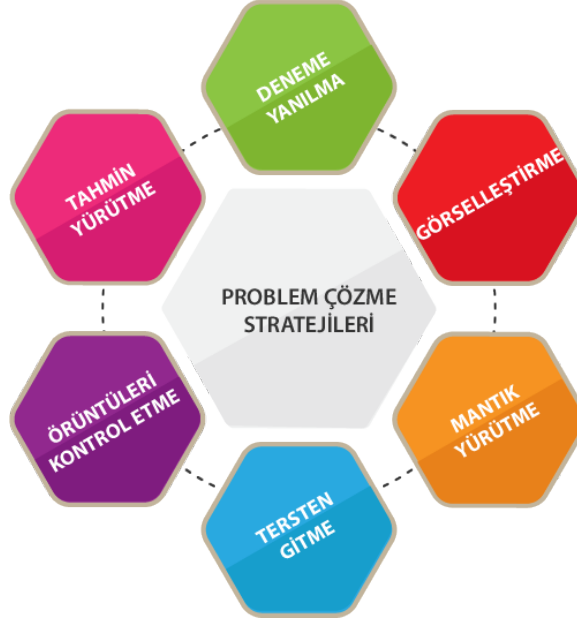 DENEME
YANILMA
TAHMİN
YÜRÜTME
GÖRSELLEŞTİRME
PROBLEM ÇÖZME
STRATEJİLERİ
ÖRÜNTÜLERİ
KONTROL ETME
MANTIK
YÜRÜTME
TERSTEN
GİTME